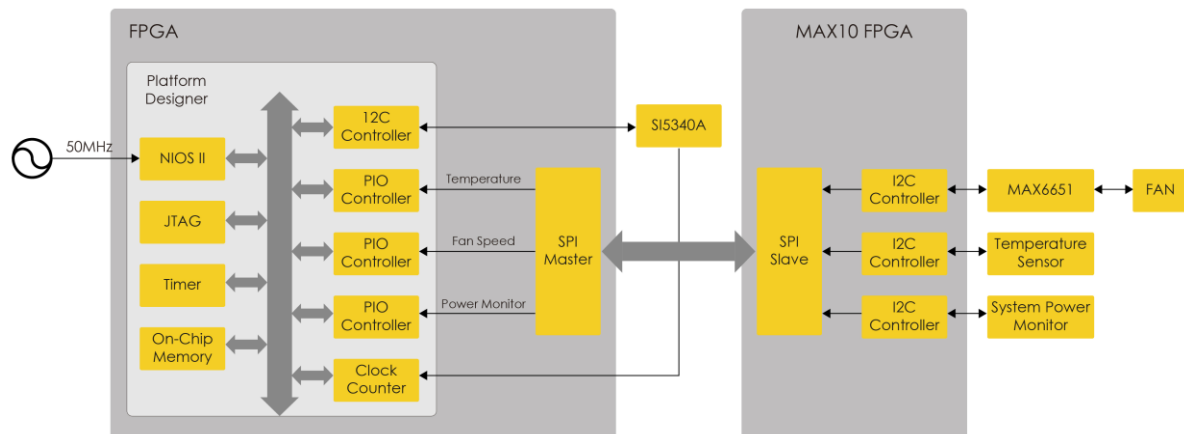 FPGA
MAX10 FPGA
Platform
Designer
50MHz
NIOS II
JTAG
Timer
On-Chip
Memory
12C
Controller
PIO
Controller
PIO
Controller
PIO
Controller
Clock
Counter
Temperature
Fan Speed
Power Monitor
SPI
Master
SI5340A
SPI
Slave
I2C
Controller
I2C
Controller
I2C
Controller
MAX6651
FAN
Temperature
Sensor
System Power
Monitor